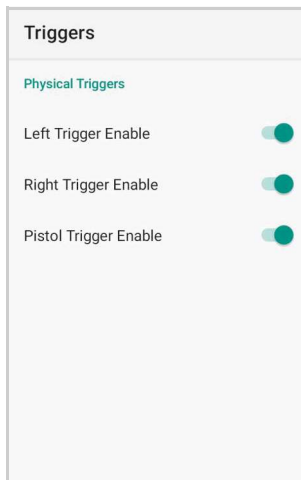 Triggers
Physical Triggers
Left Trigger Enable
Right Trigger Enable
Pistol Trigger Enable